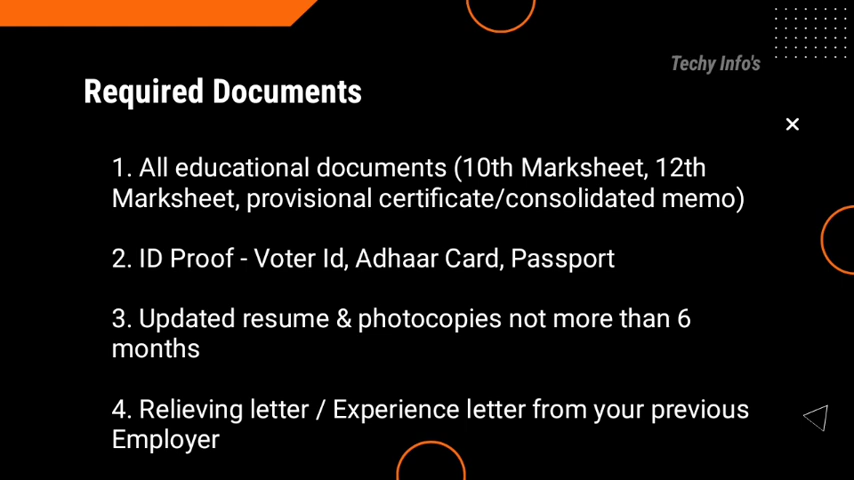 Techy Info's
Required Documents
1. All educational documents (10th Marksheet, 12th
Marksheet, provisional certificate/consolidated memo)
2. ID Proof - Voter Id, Adhaar Card, Passport
3. Updated resume & photocopies not more than 6
months
4. Relieving letter / Experience letter from your previous
Employer